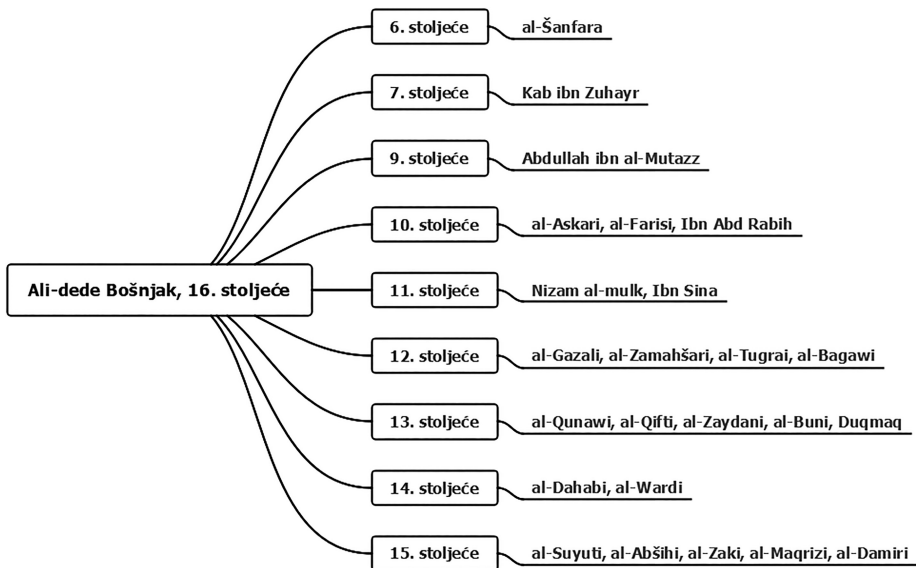 6. stoljeće
al-Šanfara
7. stoljeće
Kab ibn Zuhayr
9. stoljeće
Abdullah ibn al-Mutazz
10. stoljeće
al-Askari, al-Farisi, Ibn Abd Rabih
Ali-dede Bošnjak, 16. stoljeće
11. stoljeće
Nizam al-mulk, Ibn Sina
12. stoljeće
al-Gazali, al-Zamahšari, al-Tugrai, al-Bagawi
13. stoljeće
al-Qunawi, al-Qifti, al-Zaydani, al-Buni, Duqmaq
14. stoljeće
al-Dahabi, al-Wardi
15. stoljeće
al-Suyuti, al-Abšihi, al-Zaki, al-Maqrizi, al-Damiri